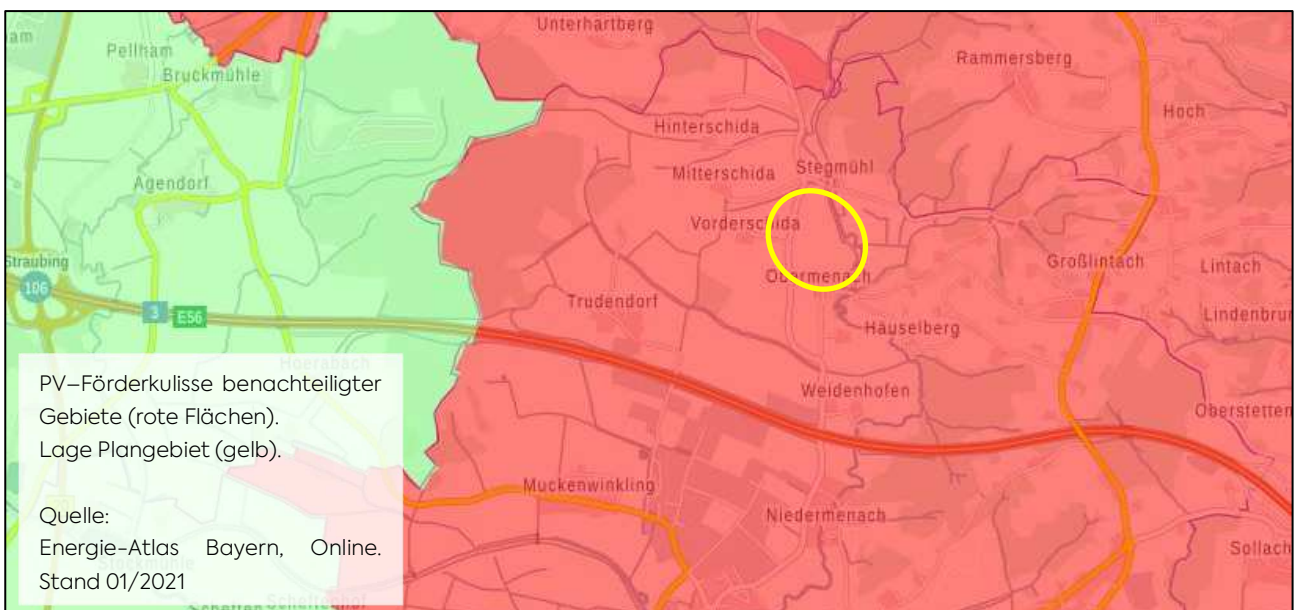 Unterhartberg
Pellham
Rammersberg
Bruckmühle
Hoch
Hinterschida
Stegmühl
Mitterschida
Agendorf
Vorderschida
Straubing
Großlintach
Lintach
Obermenach
106
Trudendorf
3
E56
Häuselberg
Hoerabach
PV–Förderkulisse benachteiligter
Gebiete (rote Flächen).
Lage Plangebiet (gelb).
Weidenhofen
Oberstetten
Muckenwinkling
Niedermenach
Quelle:
Energie-Atlas Bayern, Online.
Stand 01/2021
Sollach